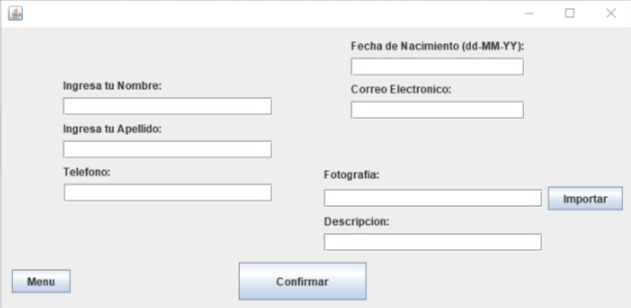 Fecha de Nacimiento (dd-MM-YY):
Ingresa tu Nombre:
Correo Electronico:
Ingresa tu Apellido:
Telefono:
Fotografia:
Importar
Descripcion:
Menu
Confirmar